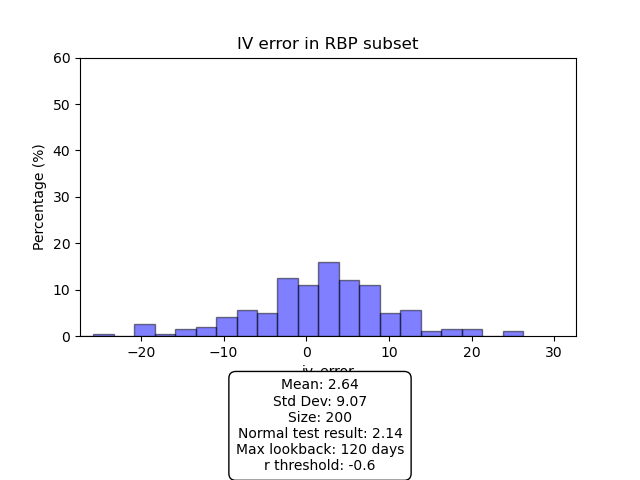 IV error in RBP subset
60
50
40
30
20
10
0
Percentage (%)
−20
−10
0
10
20
30
iv_error
Mean: 2.64
Std Dev: 9.07
Size: 200
Normal test result: 2.14
Max lookback: 120 days
r threshold: -0.6